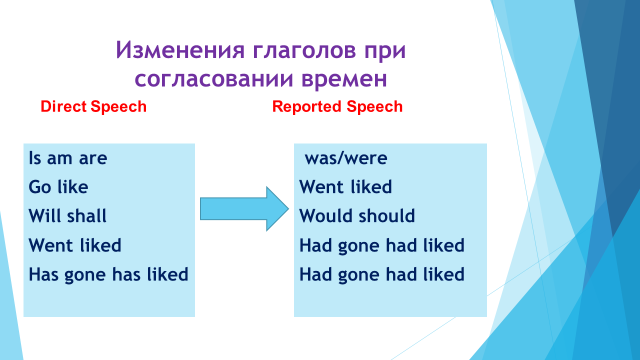 Изменения глаголов при
согласовании времен
Direct Speech
Reported Speech
Is am are
Go like
Will shall
Went liked
Has gone has liked
was/were
Went liked
Would should
Had gone had liked
Had gone had liked